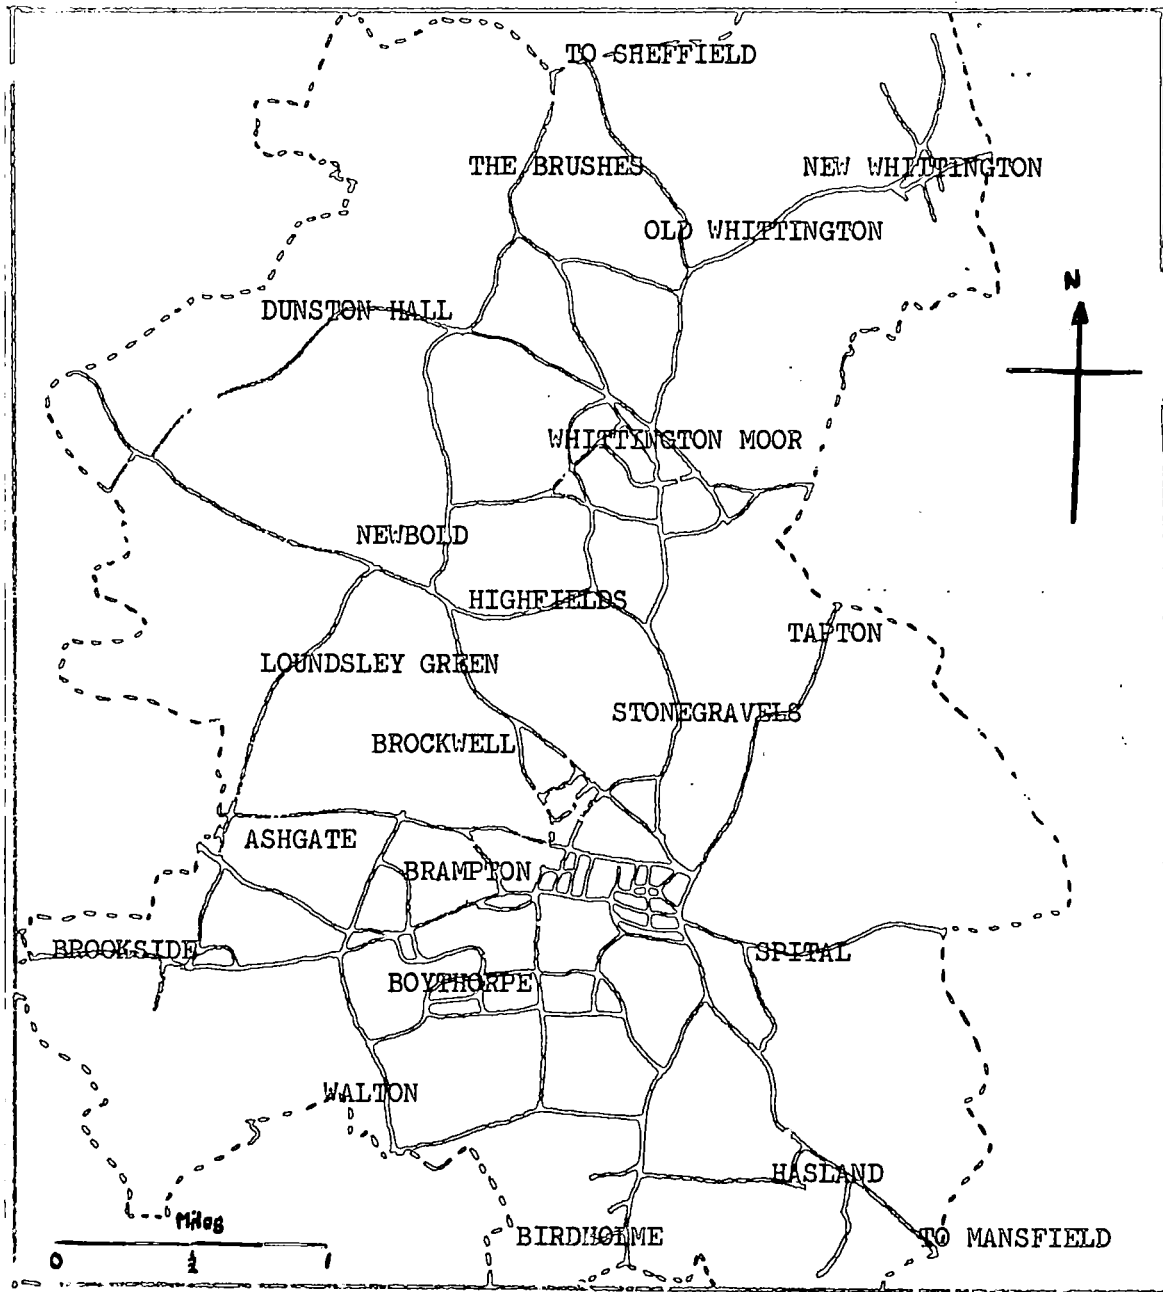 TO SHEFFIELD
THE BRUSHES
NEW WHITTINGTON
OLD WHITTINGTON
N
DUNSTON HALL
WHITTINGTON MOOR
NEWBOLD
HIGHFIELDS
TAPTON
LOUNDSLEY GREEN
STONEGRAVELS
BROCKWELL
ASHGATE
BRAMPTON
BROOKSIDE
SPITAL
BOYTHORPE
WALTON
HASLAND
Miles
0 ½ 1
BIRDHOLME
TO MANSFIELD